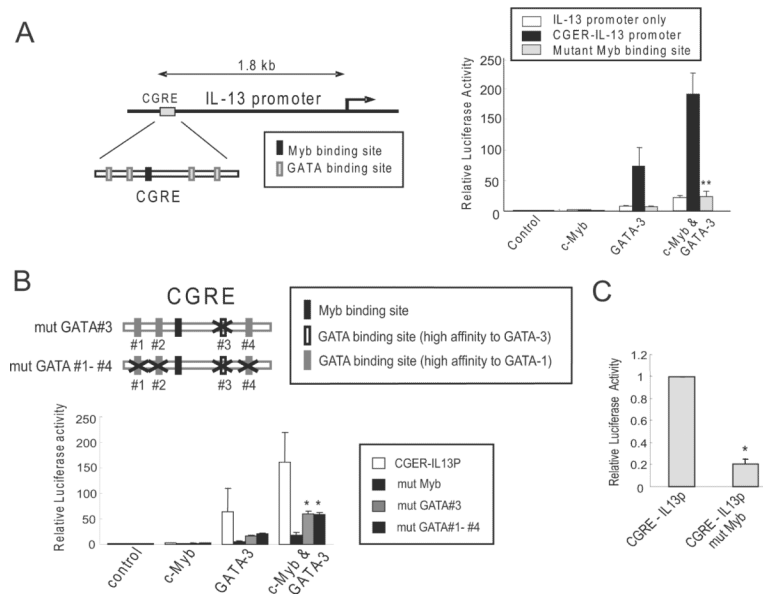 A
1.8 kb
CGRE
IL-13 promoter
Myb binding site
GATA binding site
CGRE
IL-13 promoter only
CGER-IL-13 promoter
Mutant Myb binding site
Relative Luciferase Activity
250
200
150
100
50
0
**
Control
c-Myb
GATA-3
c-Myb &
GATA-3
B
CGRE
mut GATA#3
#1
#2
#3
#4
mut GATA #1- #4
#1
#2
#3
#4
Myb binding site
GATA binding site (high affinity to GATA-3)
GATA binding site (high affinity to GATA-1)
Relative Luciferase activity
250
200
150
100
50
0
* *
control
c-Myb
GATA-3
c-Myb &
GATA-3
CGER-IL13P
mut Myb
mut GATA#3
mut GATA#1- #4
C
Relative Luciferase Activity
1.2
1
0.8
0.6
0.4
0.2
0
*
CGRE - IL13p
CGRE - IL13p
mut Myb